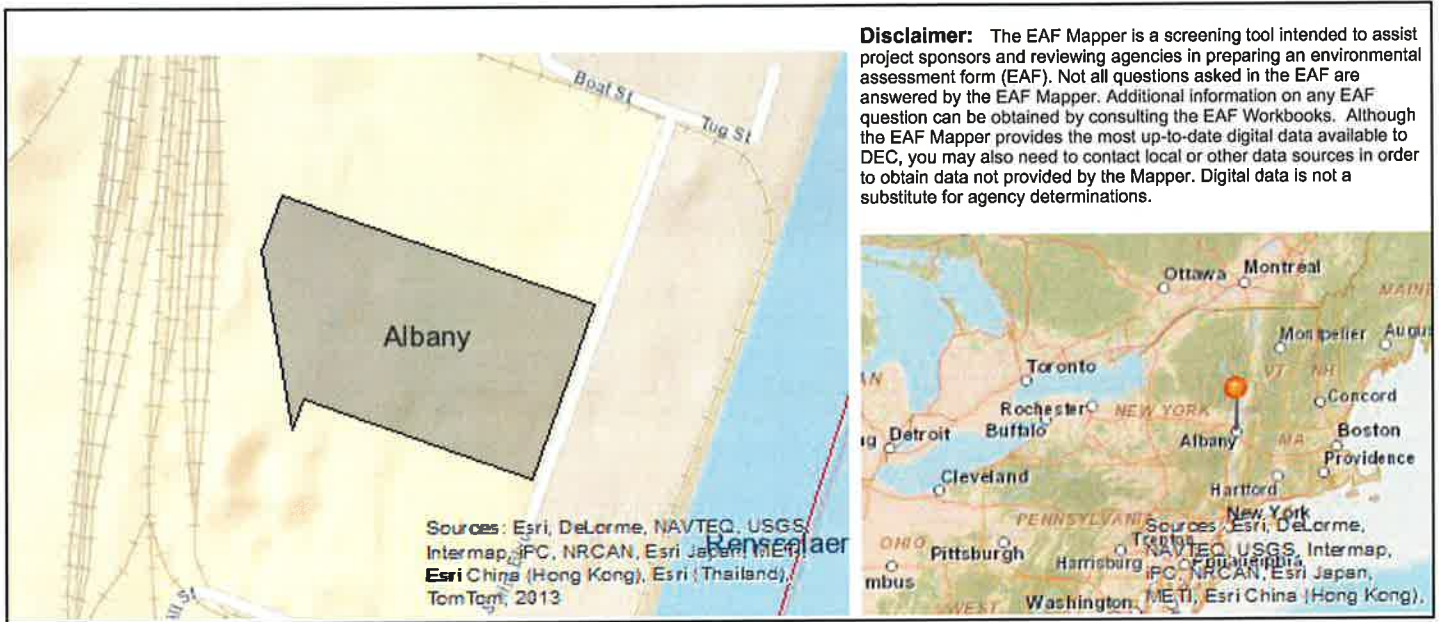 Disclaimer: The EAF Mapper is a screening tool intended to assist
project sponsors and reviewing agencies in preparing an environmental
assessment form (EAF). Not all questions asked in the EAF are
answered by the EAF Mapper. Additional information on any EAF
question can be obtained by consulting the EAF Workbooks. Although
the EAF Mapper provides the most up-to-date digital data available to
DEC, you may also need to contact local or other data sources in order
to obtain data not provided by the Mapper. Digital data is not a
substitute for agency determinations.
Boat St
Tug St
Albany
Rensselaer
Sources: Esri, DeLorme, NAVTEQ, USGS,
Intermap, iPC, NRCAN, Esri Japan, METI,
Esri China (Hong Kong), Esri (Thailand),
TomTom, 2013
Ottawa
Montreal
MAINE
Montpelier
Augu
Toronto
VT
NH
Concord
Rochester
NEW YORK
Buffalo
Albany
MA
Boston
Detroit
Providence
Cleveland
Hartford
New York
PENNSYLVANIA
OHIO
Pittsburgh
Harrisburg
Trenton
Philadelphia
mbus
WEST
Washington
Sources: Esri, DeLorme,
NAVTEQ, USGS, Intermap,
iPC, NRCAN, Esri Japan,
METI, Esri China (Hong Kong),